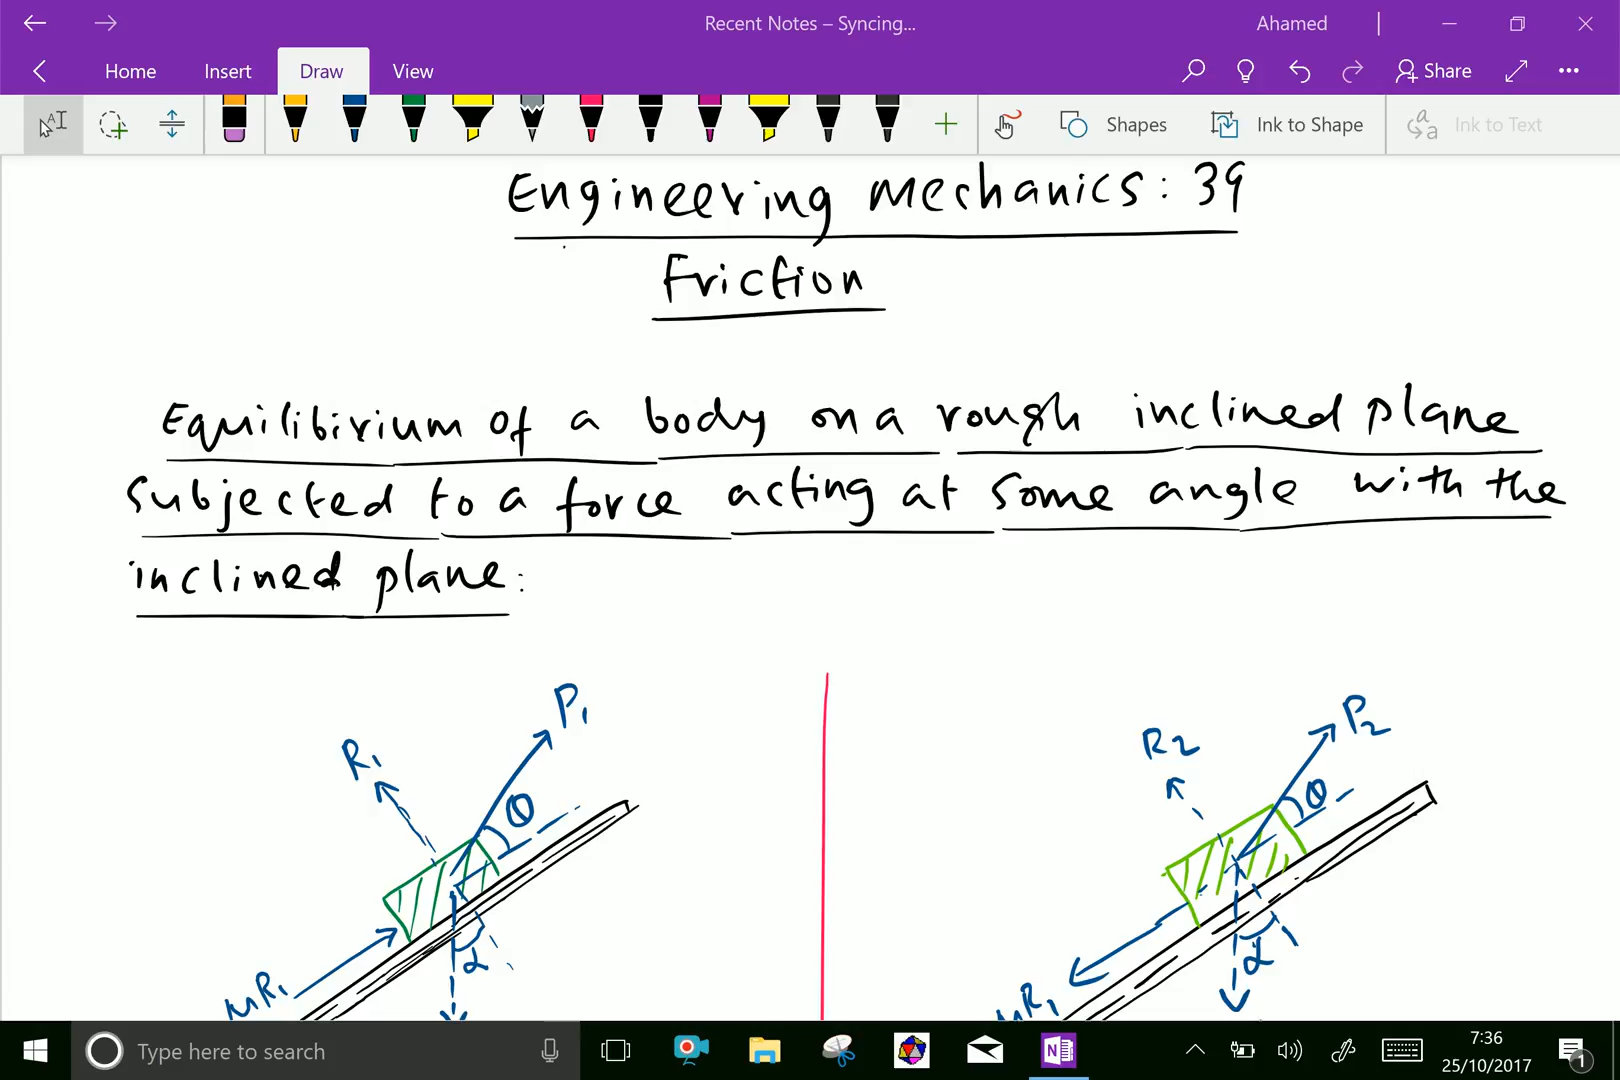 Recent Notes – Syncing...
Ahamed
Home Insert Draw View Share
Shapes Ink to Shape Ink to Text
Engineering Mechanics: 39
Friction
Equilibirium of a body on a rough inclined plane
subjected to a force acting at some angle with the
inclined plane:
P1
R1
θ
α
μR1
P2
R2
θ
α
μR1
Type here to search
7:36
25/10/2017
1